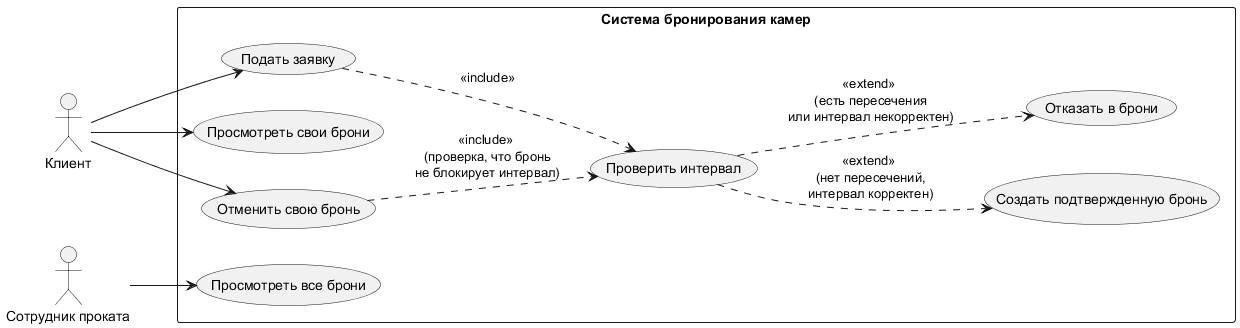 Система бронирования камер
Подать заявку
«include»
«extend»
(есть пересечения
или интервал некорректен)
Отказать в брони
Просмотреть свои брони
Клиент
«include»
(проверка, что бронь
не блокирует интервал)
Проверить интервал
«extend»
(нет пересечений,
интервал корректен)
Отменить свою бронь
Создать подтвержденную бронь
Просмотреть все брони
Сотрудник проката